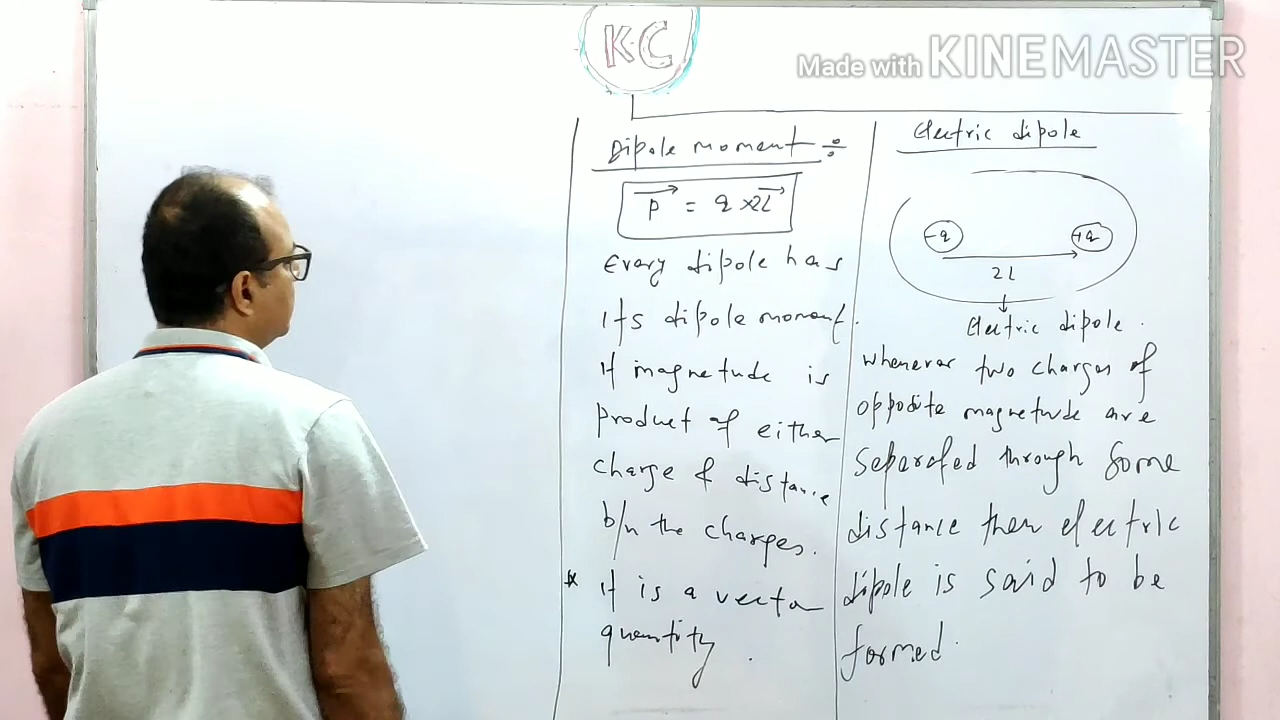 K.C
Made with KINEMASTER
Dipole moment ÷
p = q × 2l
Every dipole has
Its dipole moment.
It magnetude is
product of either
charge & distance
b/n the charges.
* It is a vector
quantity.
Electric dipole
-q +q
2l
↓
Electric dipole.
whenever two charges of
opposite magnetude are
separated through some
distance then electric
dipole is said to be
formed.